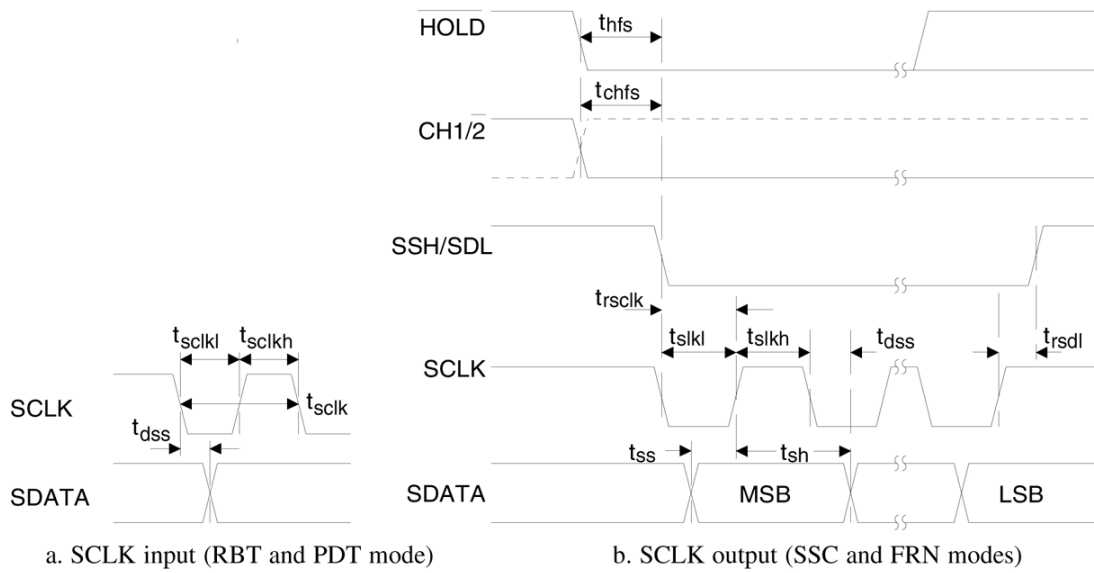 HOLD
thfs
tchfs
CH1/2
SSH/SDL
trsclk
tsclkl
tsclkh
tslkl
tslkh
tdss
trsdl
SCLK
SCLK
tsclk
tdss
tss
tsh
SDATA
SDATA
MSB
LSB
a. SCLK input (RBT and PDT mode)
b. SCLK output (SSC and FRN modes)